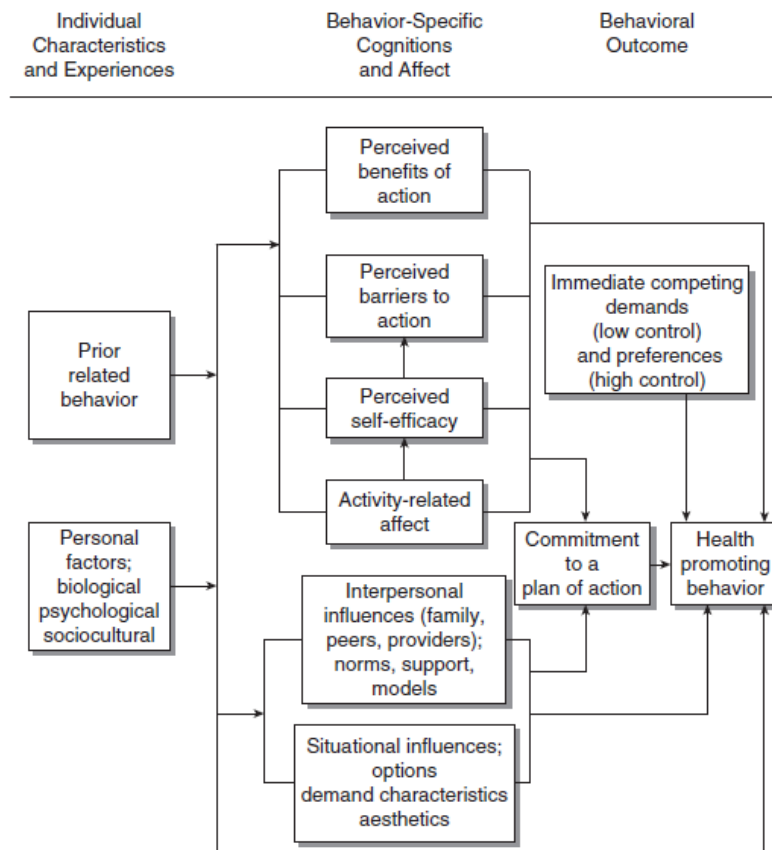 Individual
Characteristics
and Experiences
Behavior-Specific
Cognitions
and Affect
Behavioral
Outcome
Perceived
benefits of
action
Perceived
barriers to
action
Immediate competing
demands
(low control)
and preferences
(high control)
Prior
related
behavior
Perceived
self-efficacy
Activity-related
affect
Personal
factors;
biological
psychological
sociocultural
Commitment
to a
plan of action
Health
promoting
behavior
Interpersonal
influences (family,
peers, providers);
norms, support,
models
Situational influences;
options
demand characteristics
aesthetics